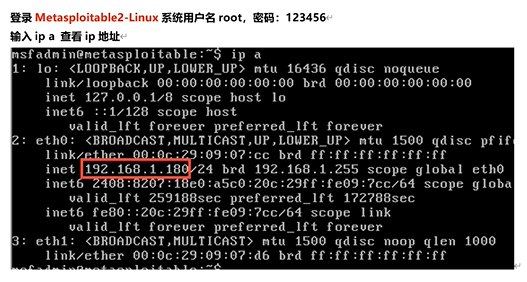 登录 Metasploitable2-Linux 系统用户名 root，密码：123456
输入 ip a 查看 ip 地址
msfadmin@metasploitable:~$ ip a
1: lo: <LOOPBACK,UP,LOWER_UP> mtu 16436 qdisc noqueue
link/loopback 00:00:00:00:00:00 brd 00:00:00:00:00:00
inet 127.0.0.1/8 scope host lo
inet6 ::1/128 scope host
valid_lft forever preferred_lft forever
2: eth0: <BROADCAST,MULTICAST,UP,LOWER_UP> mtu 1500 qdisc pfife
link/ether 00:0c:29:09:07:cc brd ff:ff:ff:ff:ff:ff
inet 192.168.1.180/24 brd 192.168.1.255 scope global eth0
inet6 2408:8207:18e0:a5c0:20c:29ff:fe09:7cc/64 scope globa
valid_lft 259188sec preferred_lft 172788sec
inet6 fe80::20c:29ff:fe09:7cc/64 scope link
valid_lft forever preferred_lft forever
3: eth1: <BROADCAST,MULTICAST> mtu 1500 qdisc noop qlen 1000
link/ether 00:0c:29:09:07:d6 brd ff:ff:ff:ff:ff:ff